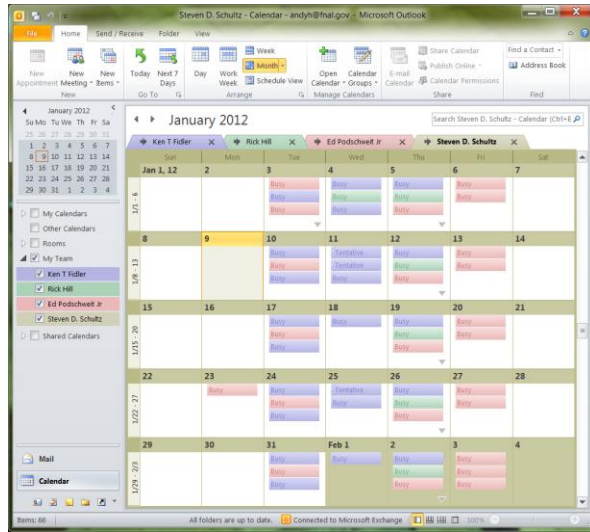 Steven D. Schultz - Calendar - andyh@fnal.gov - Microsoft Outlook
File Home Send / Receive Folder View
New Appointment
New Meeting
New Items
New
Today
Next 7 Days
Go To
Day
Work Week
Week
Month
Schedule View
Arrange
Open Calendar
Calendar Groups
Manage Calendars
E-mail Calendar
Share Calendar
Publish Online
Calendar Permissions
Share
Find a Contact
Address Book
Find
January 2012
Su Mo Tu We Th Fr Sa
25 26 27 28 29 30 31
1 2 3 4 5 6 7
8 9 10 11 12 13 14
15 16 17 18 19 20 21
22 23 24 25 26 27 28
29 30 31 1 2 3 4
My Calendars
Other Calendars
Rooms
My Team
Ken T Fidler
Rick Hill
Ed Podschweit Jr
Steven D. Schultz
Shared Calendars
Mail
Calendar
January 2012
Search Steven D. Schultz - Calendar (Ctrl+E
Ken T Fidler X Rick Hill X Ed Podschweit Jr X Steven D. Schultz X
Sun Mon Tue Wed Thu Fri Sat
1/1 - 6
Jan 1, 12 2 3 4 5 6 7
Busy Busy Busy Busy
Busy Busy Busy Busy
Busy Busy Busy
1/8 - 13
8 9 10 11 12 13 14
Busy Tentative Busy Busy
Busy Tentative Busy Busy
Busy Busy Busy
1/15 - 20
15 16 17 18 19 20 21
Busy Busy Busy Busy
Busy Busy Busy
Busy Busy
1/22 - 27
22 23 24 25 26 27 28
Busy Busy Tentative Busy Busy
Busy Busy Busy Busy
Busy Busy
1/29 - 2/3
29 30 31 Feb 1 2 3 4
Busy Busy Busy Busy
Busy Busy Busy
Busy Busy Busy
Items: 66
All folders are up to date. Connected to Microsoft Exchange 100%